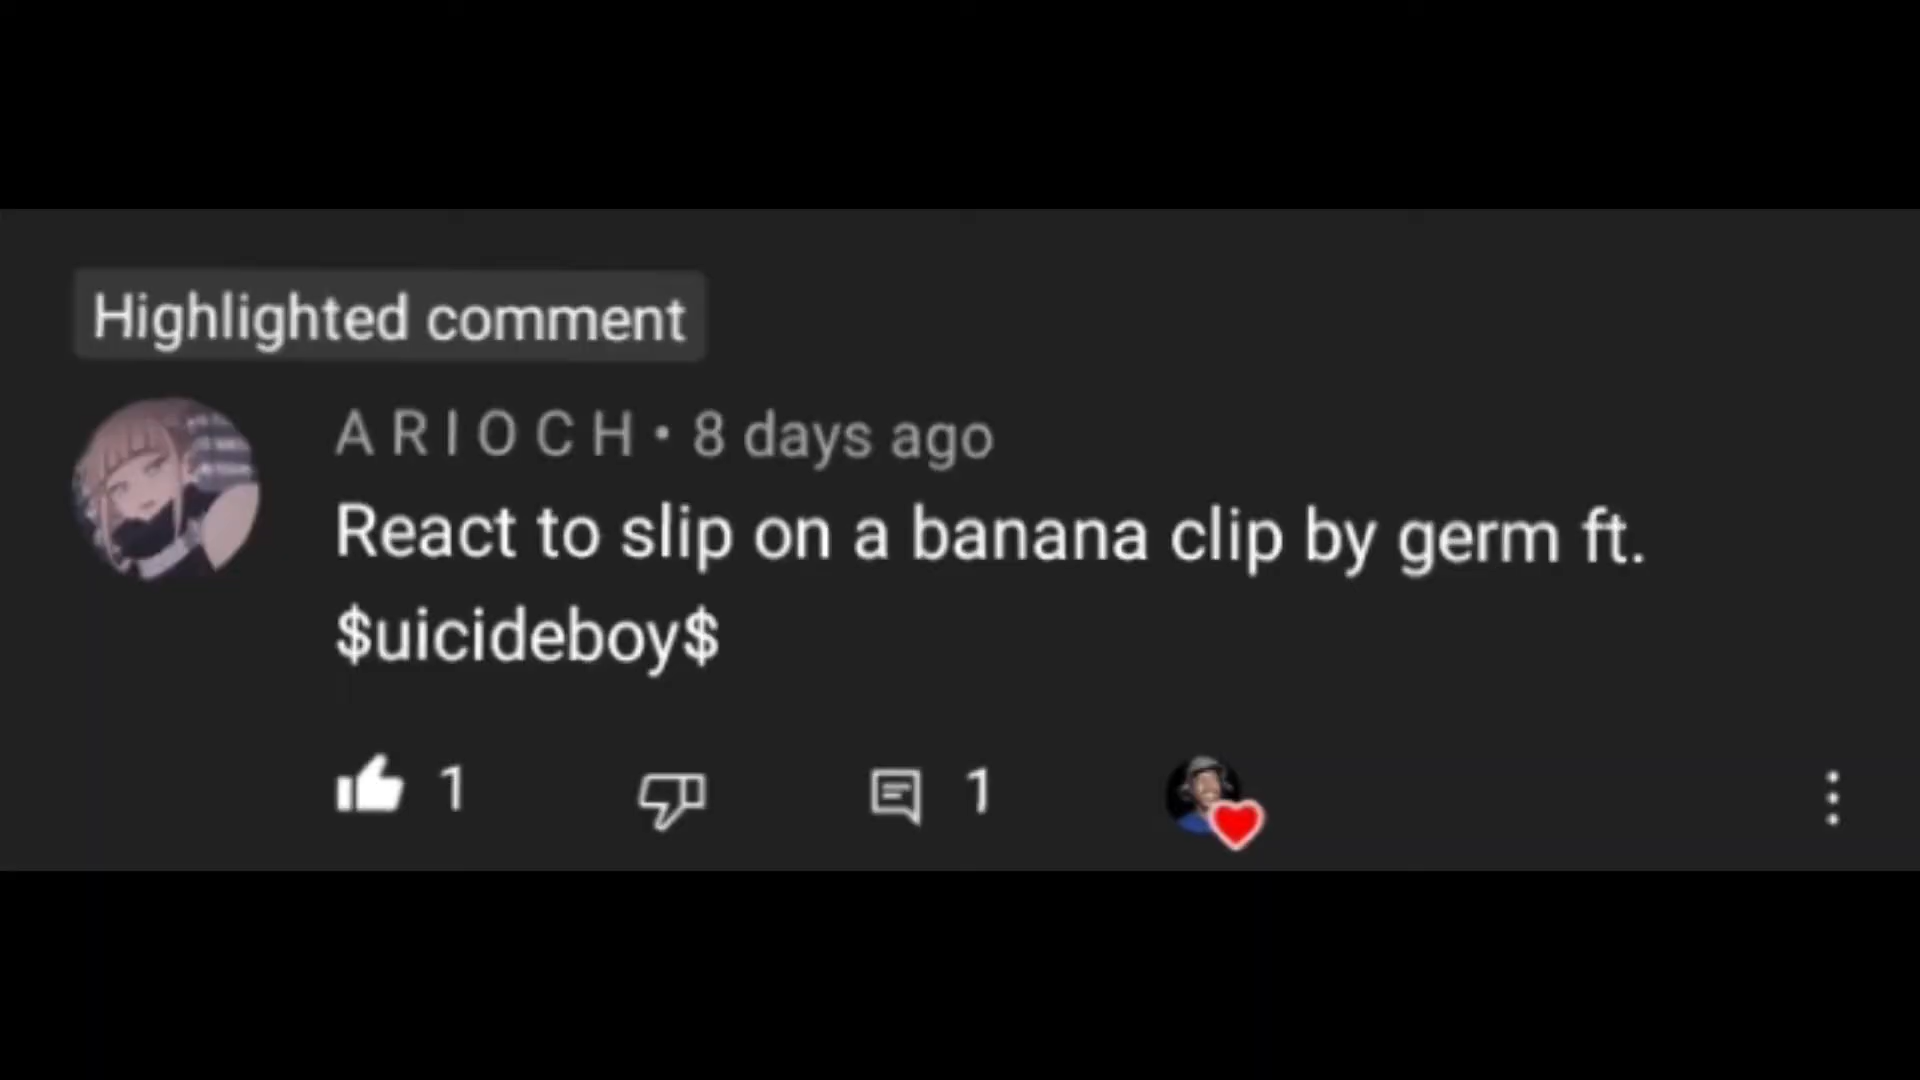 Highlighted comment
A R I O C H • 8 days ago
React to slip on a banana clip by germ ft.
$uicideboy$
1 1